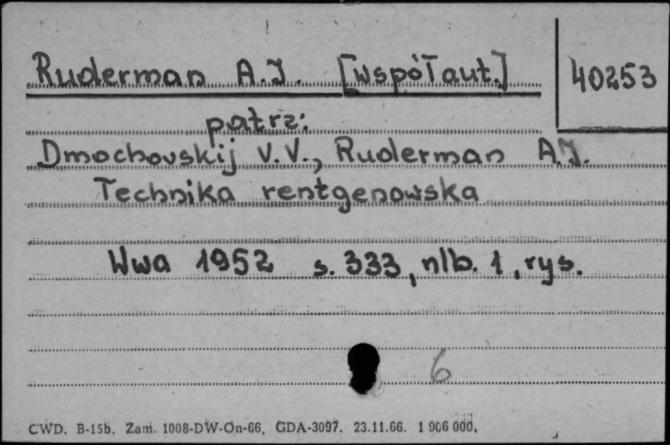 Ruderman A.J. [współaut.]
40253
patrz:
Dmochovskij V.V., Ruderman A.J.
Technika rentgenowska
Wwa 1952 s. 333, nlb. 1, rys.
6
CWD. B-15b. Zam. 1008-DW-On-66, GDA-3097. 23.11.66. 1 906 000,